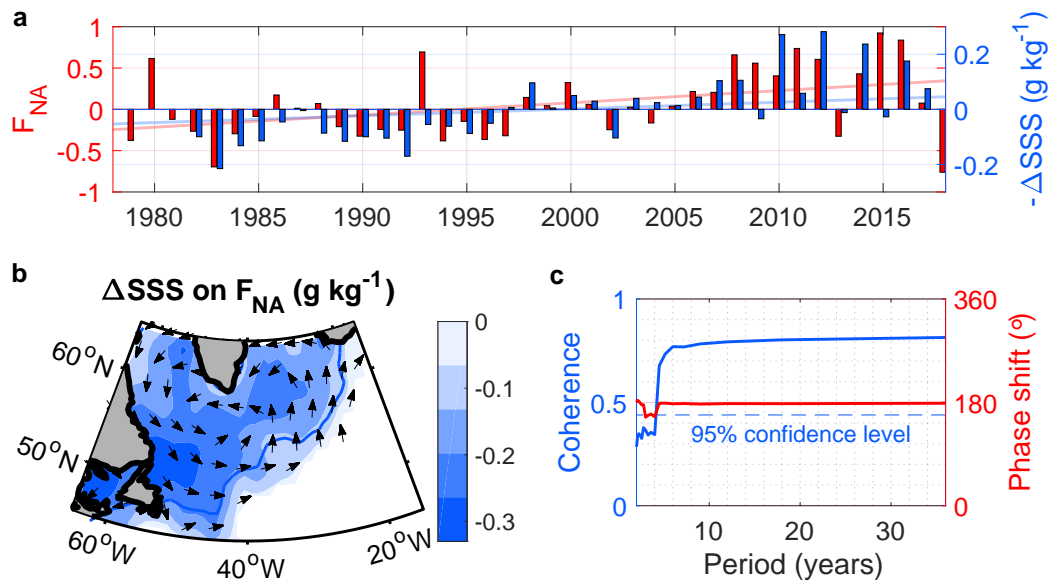 a
F_NA
1
0.5
0
-0.5
-1
0.2
0
-0.2
-ΔSSS (g kg⁻¹)
1980 1985 1990 1995 2000 2005 2010 2015
b
ΔSSS on F_NA (g kg⁻¹)
60°N
50°N
60°W
40°W
20°W
0
-0.1
-0.2
-0.3
c
Coherence
1
0.5
0
95% confidence level
360
180
0
Phase shift (°)
10 20 30
Period (years)